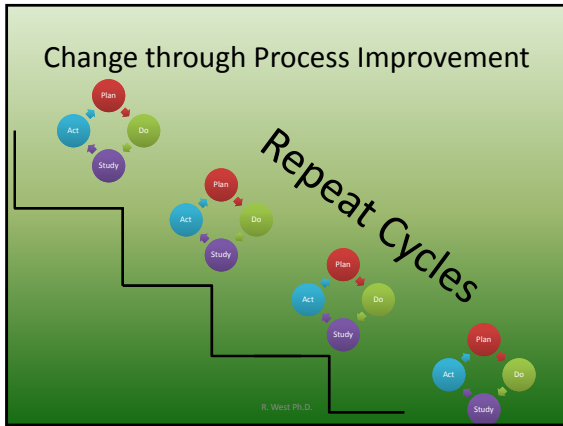 Change through Process Improvement
Plan
Act
Do
Study
Repeat Cycles
Plan
Act
Do
Study
Plan
Act
Do
Study
Plan
Act
Do
Study
R. West Ph.D.